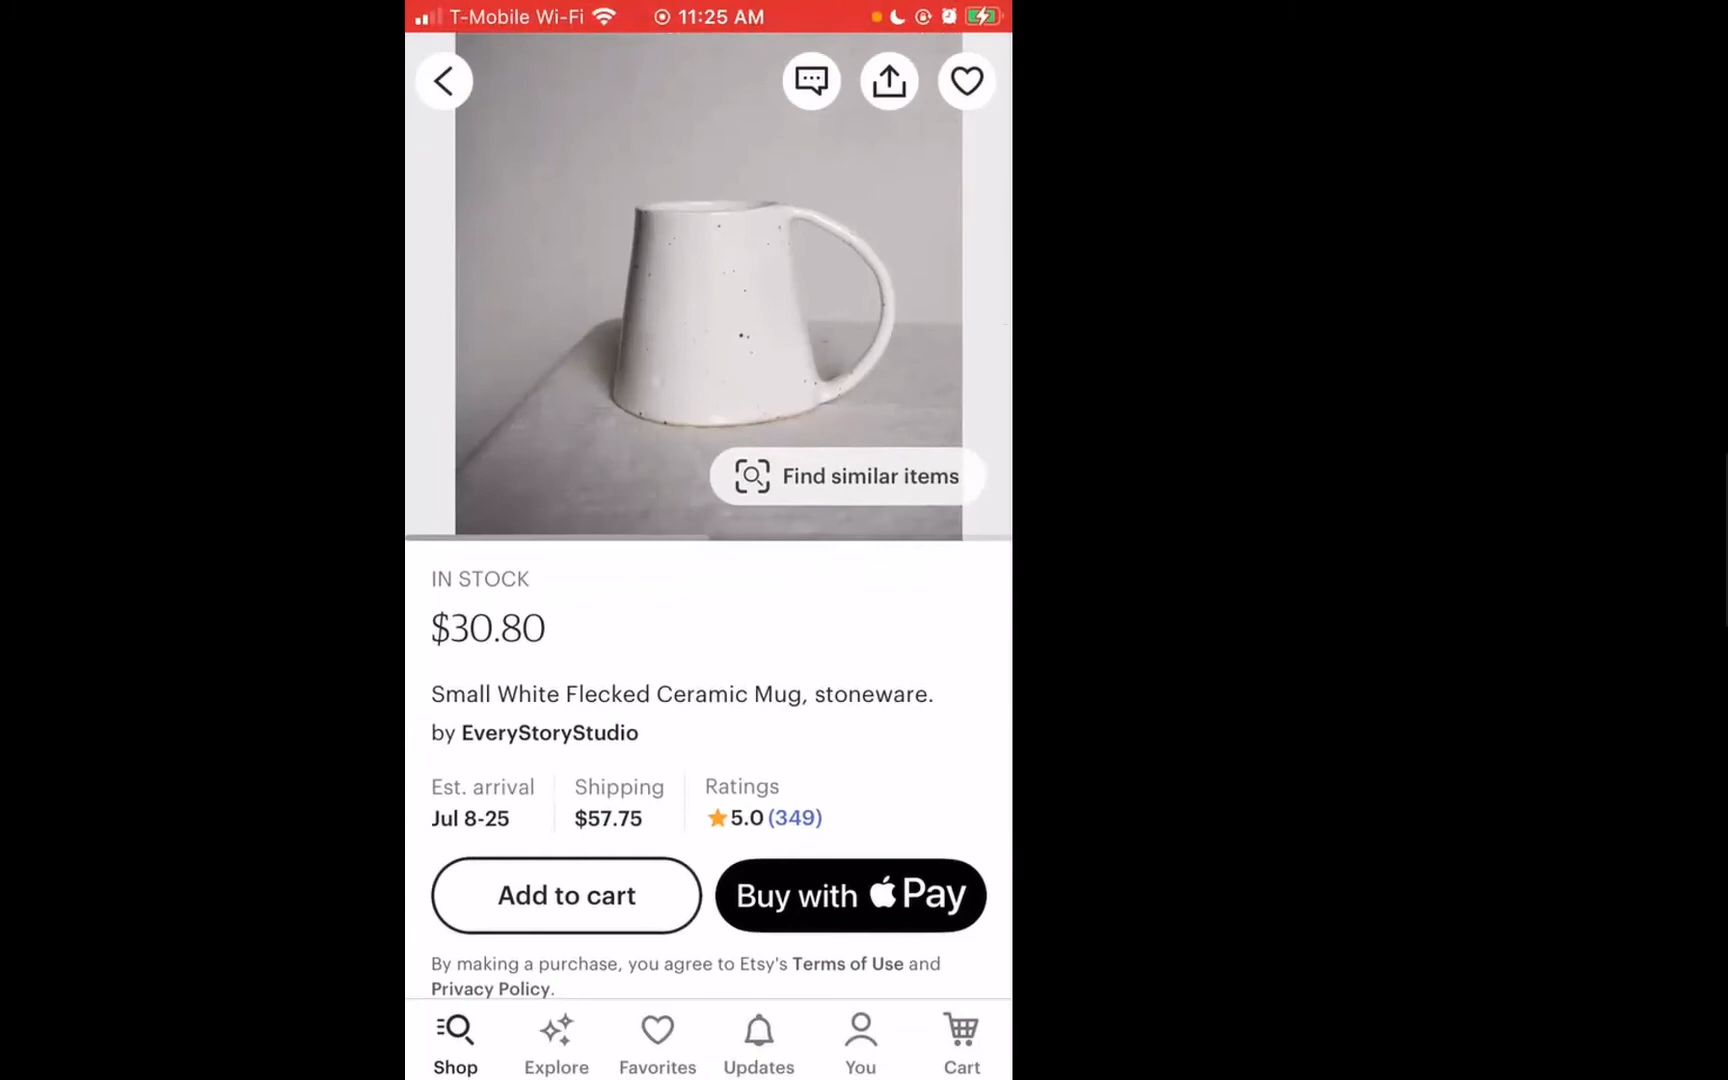 T-Mobile Wi-Fi 11:25 AM
Find similar items
IN STOCK
$30.80
Small White Flecked Ceramic Mug, stoneware.
by EveryStoryStudio
Est. arrival Shipping Ratings
Jul 8-25 $57.75 5.0 (349)
Add to cart Buy with Pay
By making a purchase, you agree to Etsy's Terms of Use and
Privacy Policy.
Shop Explore Favorites Updates You Cart